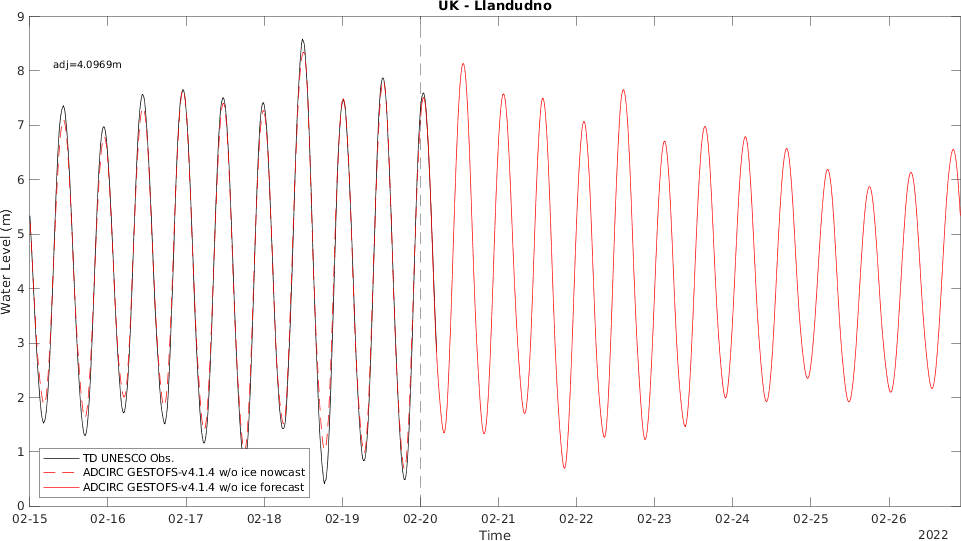 UK - Llandudno
adj=4.0969m
9
8
7
6
5
4
3
2
1
0
Water Level (m)
TD UNESCO Obs.
ADCIRC GESTOFS-v4.1.4 w/o ice nowcast
ADCIRC GESTOFS-v4.1.4 w/o ice forecast
02-15 02-16 02-17 02-18 02-19 02-20 02-21 02-22 02-23 02-24 02-25 02-26
Time
2022